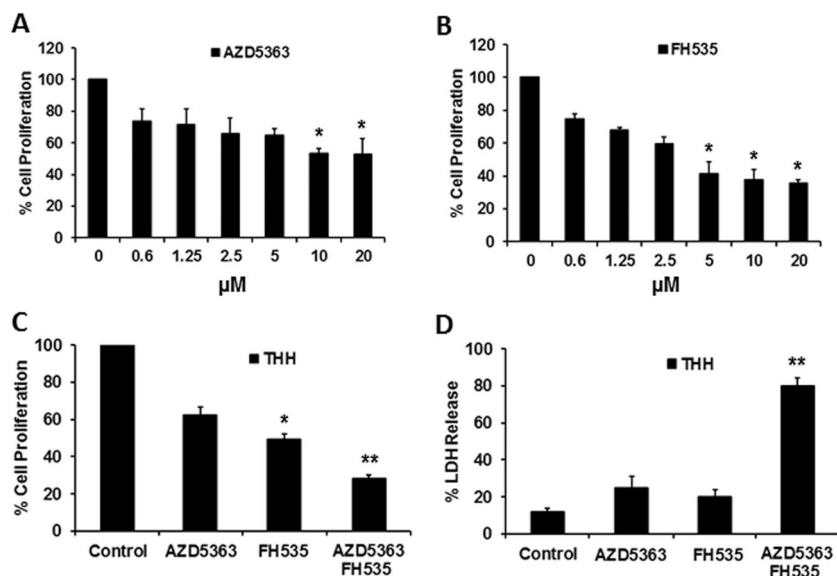 A
AZD5363
% Cell Proliferation
120
100
80
60
40
20
0
* *
0 0.6 1.25 2.5 5 10 20
µM
B
FH535
% Cell Proliferation
120
100
80
60
40
20
0
* * *
0 0.6 1.25 2.5 5 10 20
µM
C
THH
% Cell Proliferation
100
80
60
40
20
0
*
**
Control AZD5363 FH535 AZD5363
FH535
D
THH
% LDH Release
100
80
60
40
20
0
**
Control AZD5363 FH535 AZD5363
FH535